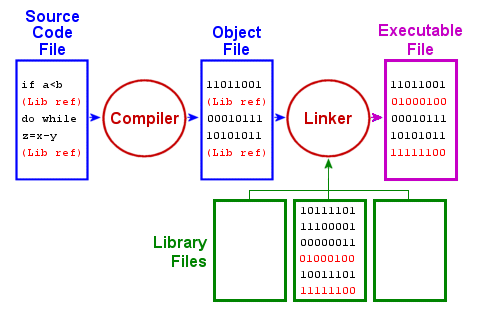 Source
Code
File
if a<b
(Lib ref)
do while
z=x-y
(Lib ref)
Compiler
Object
File
11011001
(Lib ref)
00010111
10101011
(Lib ref)
Linker
Executable
File
11011001
01000100
00010111
10101011
11111100
Library
Files
10111101
11100001
00000011
01000100
10011101
11111100